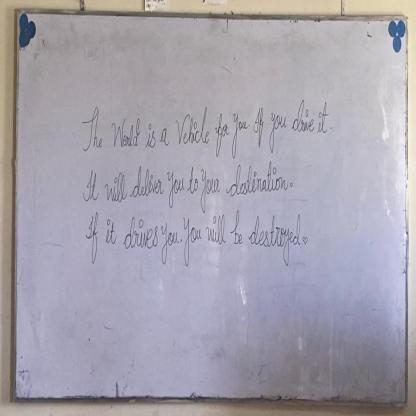 The World is a Vehicle for you If you drive it.
It will deliver you to your destination.
If it drives you. you will be destroyed.